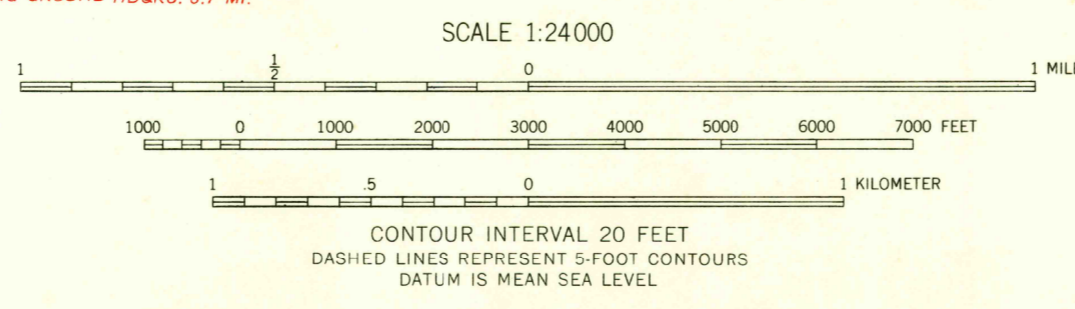 SCALE 1:24000
1 1/2 0 1
1000 0 1000 2000 3000 4000 5000 6000 7000 FEET
1 .5 0 1 KILOMETER
CONTOUR INTERVAL 20 FEET
DASHED LINES REPRESENT 5-FOOT CONTOURS
DATUM IS MEAN SEA LEVEL